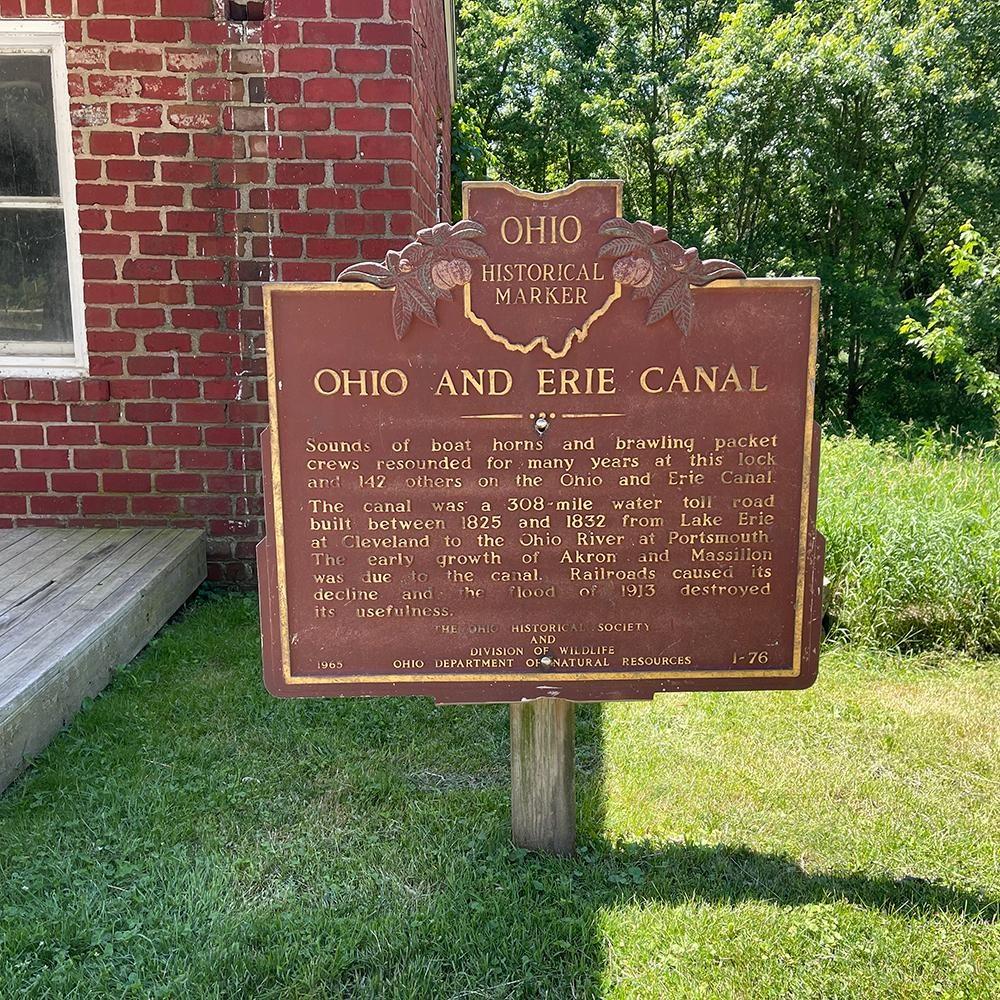 OHIO
HISTORICAL
MARKER
OHIO AND ERIE CANAL
Sounds of boat horns and brawling packet
crews resounded for many years at this lock
and 142 others on the Ohio and Erie Canal.
The canal was a 308-mile water toll road
built between 1825 and 1832 from Lake Erie
at Cleveland to the Ohio River at Portsmouth.
The early growth of Akron and Massillon
was due to the canal. Railroads caused its
decline and the flood of 1913 destroyed
its usefulness.
THE OHIO HISTORICAL SOCIETY
AND
DIVISION OF WILDLIFE
1965 OHIO DEPARTMENT OF NATURAL RESOURCES 1-76